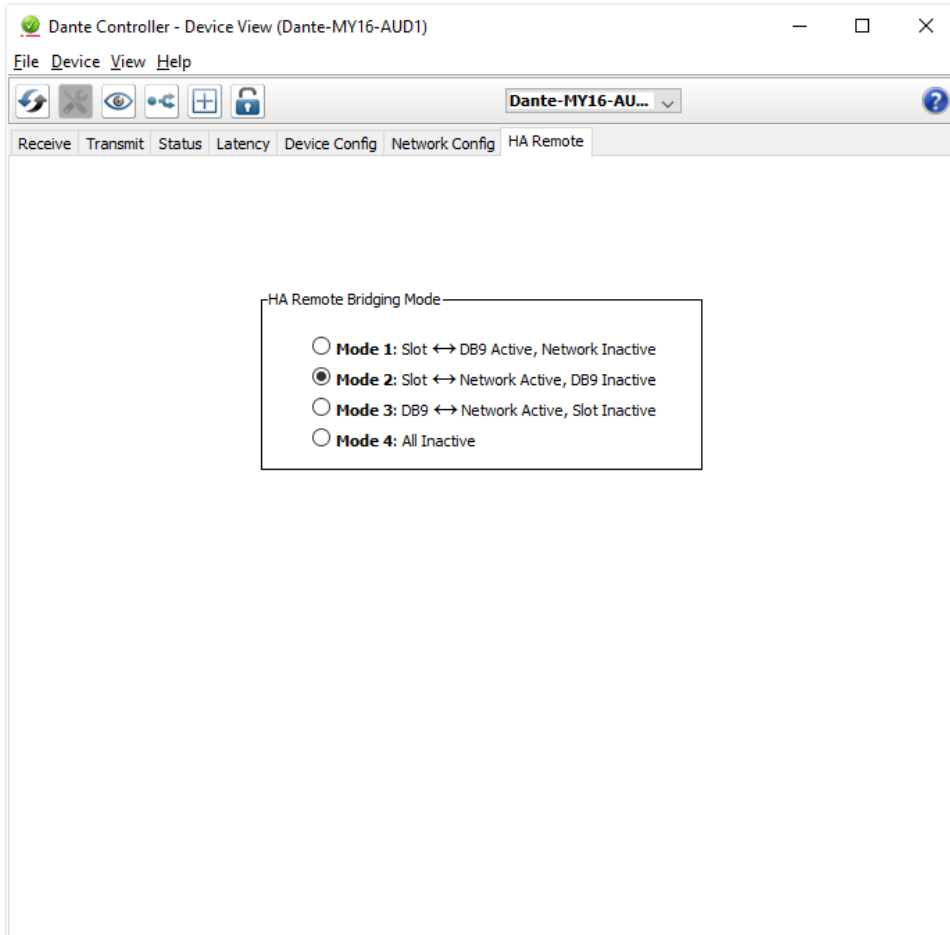 Dante Controller - Device View (Dante-MY16-AUD1)
File Device View Help
Dante-MY16-AU...
?
Receive Transmit Status Latency Device Config Network Config HA Remote
HA Remote Bridging Mode
Mode 1: Slot ↔ DB9 Active, Network Inactive
Mode 2: Slot ↔ Network Active, DB9 Inactive
Mode 3: DB9 ↔ Network Active, Slot Inactive
Mode 4: All Inactive